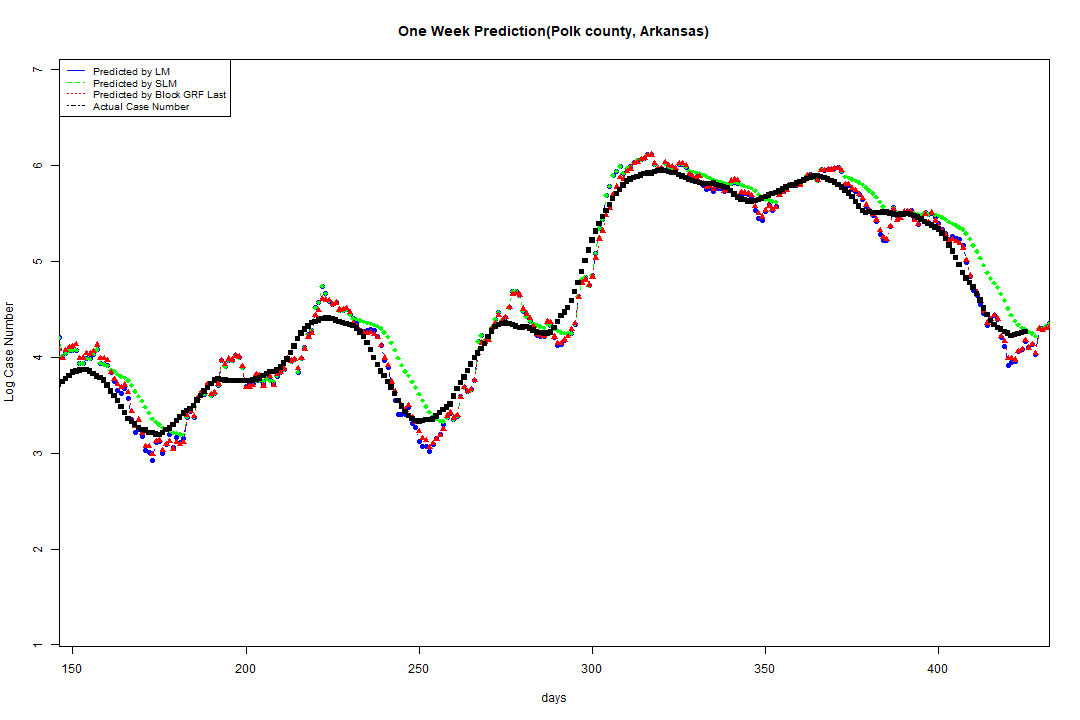 One Week Prediction(Polk county, Arkansas)
Predicted by LM
Predicted by SLM
Predicted by Block GRF Last
Actual Case Number
Log Case Number
7
6
5
4
3
2
1
150 200 250 300 350 400
days